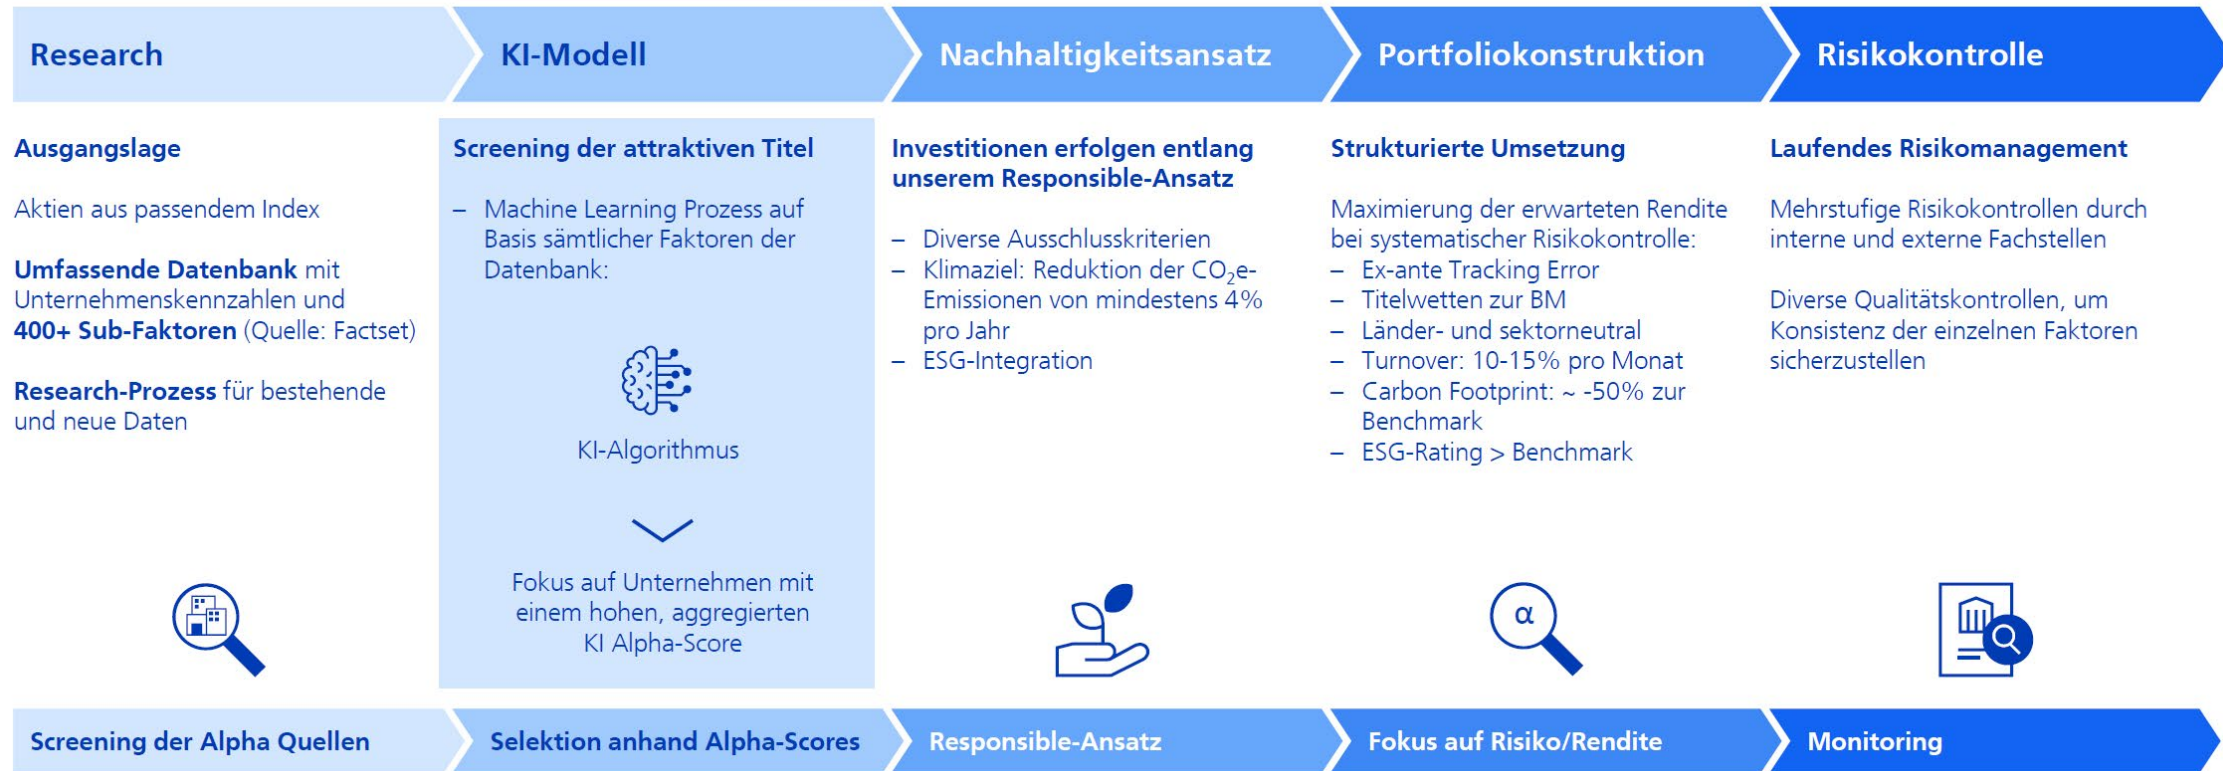 Research
KI-Modell
Nachhaltigkeitsansatz
Portfoliokonstruktion
Risikokontrolle
Ausgangslage
Aktien aus passendem Index
Umfassende Datenbank mit
Unternehmenskennzahlen und
400+ Sub-Faktoren (Quelle: Factset)
Research-Prozess für bestehende
und neue Daten
Screening der attraktiven Titel
– Machine Learning Prozess auf
Basis sämtlicher Faktoren der
Datenbank:
KI-Algorithmus
Fokus auf Unternehmen mit
einem hohen, aggregierten
KI Alpha-Score
Investitionen erfolgen entlang
unserem Responsible-Ansatz
– Diverse Ausschlusskriterien
– Klimaziel: Reduktion der CO₂e-
Emissionen von mindestens 4%
pro Jahr
– ESG-Integration
Strukturierte Umsetzung
Maximierung der erwarteten Rendite
bei systematischer Risikokontrolle:
– Ex-ante Tracking Error
– Titelwetten zur BM
– Länder- und sektorneutral
– Turnover: 10-15% pro Monat
– Carbon Footprint: ~ -50% zur
Benchmark
– ESG-Rating > Benchmark
α
Laufendes Risikomanagement
Mehrstufige Risikokontrollen durch
interne und externe Fachstellen
Diverse Qualitätskontrollen, um
Konsistenz der einzelnen Faktoren
sicherzustellen
Screening der Alpha Quellen
Selektion anhand Alpha-Scores
Responsible-Ansatz
Fokus auf Risiko/Rendite
Monitoring